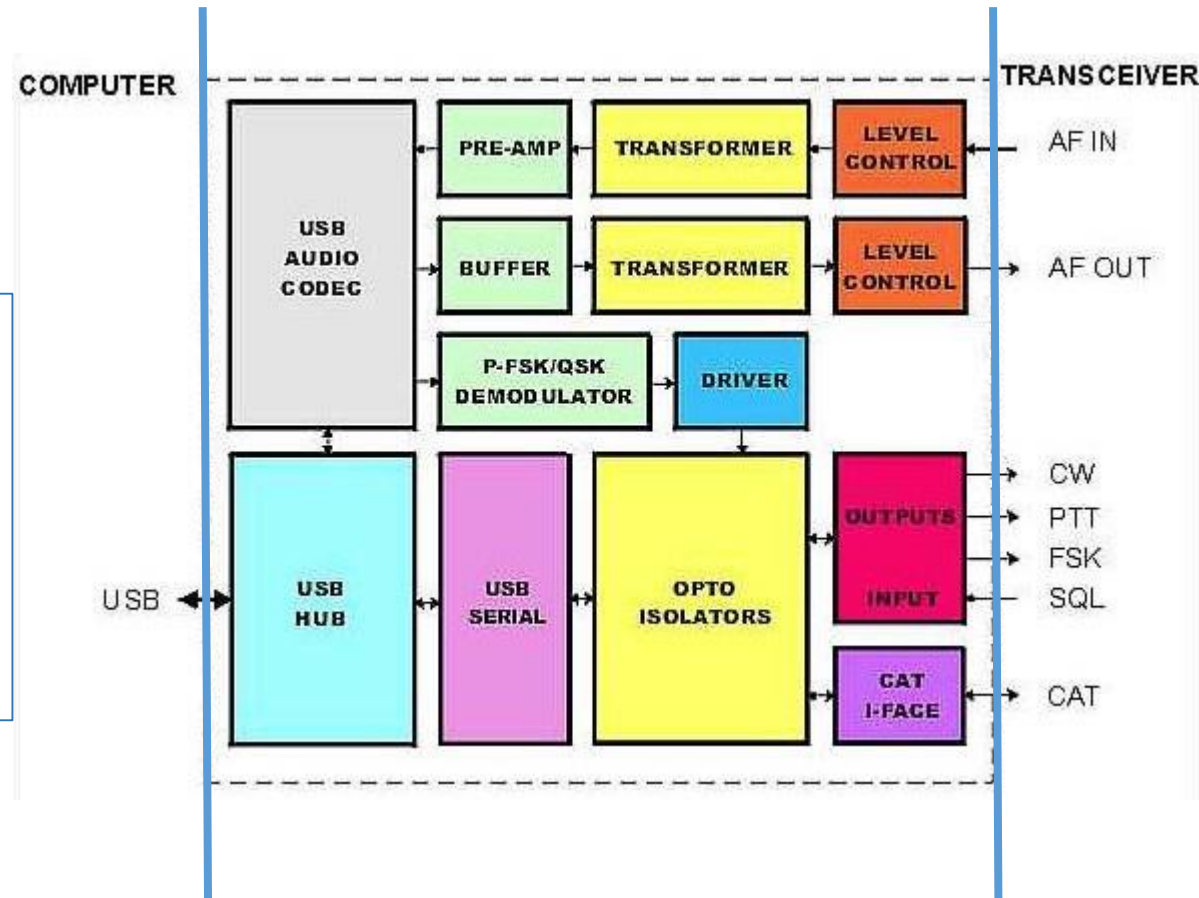 COMPUTER
TRANSCEIVER
USB
AUDIO
CODEC
PRE-AMP
TRANSFORMER
LEVEL
CONTROL
AF IN
BUFFER
TRANSFORMER
LEVEL
CONTROL
AF OUT
P-FSK/QSK
DEMODULATOR
DRIVER
USB
USB
HUB
USB
SERIAL
OPTO
ISOLATORS
OUTPUTS
INPUT
CW
PTT
FSK
SQL
CAT
I-FACE
CAT